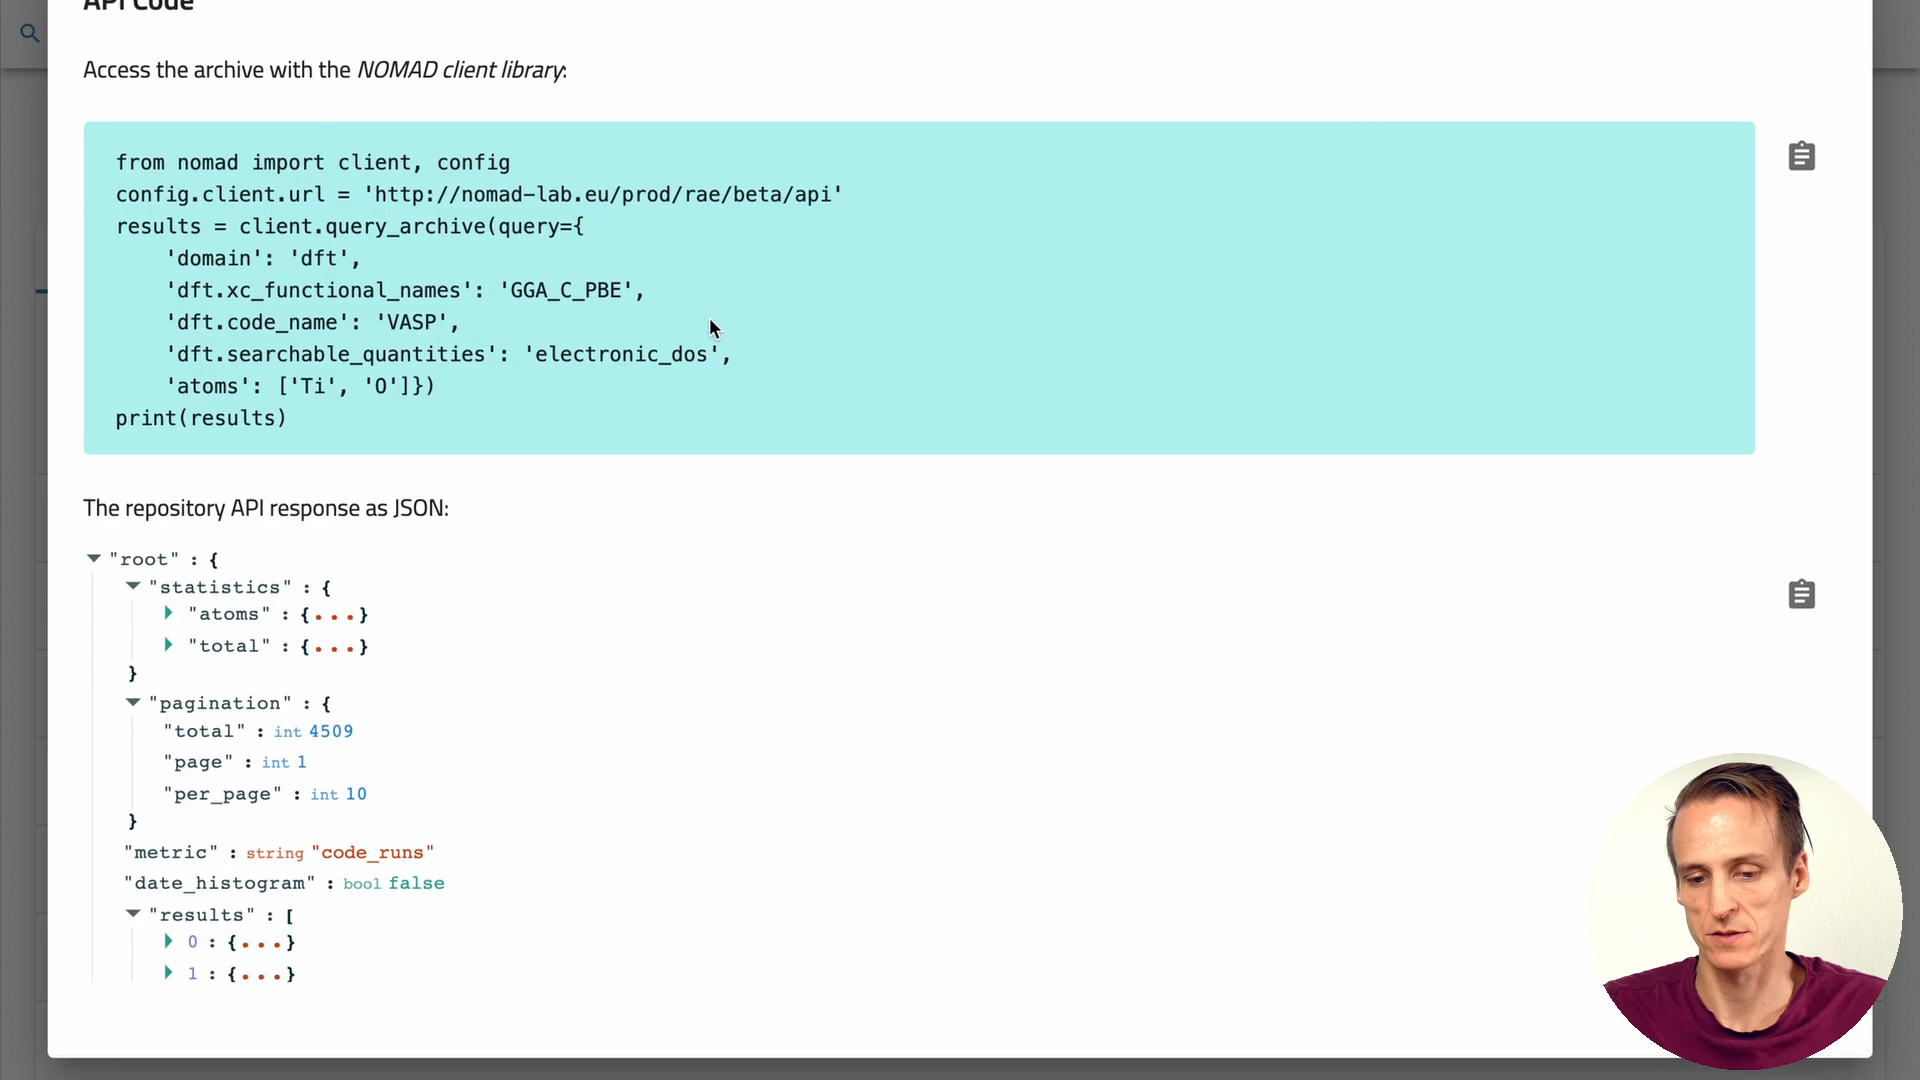 API Code
Access the archive with the NOMAD client library:
from nomad import client, config
config.client.url = 'http://nomad-lab.eu/prod/rae/beta/api'
results = client.query_archive(query={
    'domain': 'dft',
    'dft.xc_functional_names': 'GGA_C_PBE',
    'dft.code_name': 'VASP',
    'dft.searchable_quantities': 'electronic_dos',
    'atoms': ['Ti', 'O']})
print(results)
The repository API response as JSON:
"root" : {
"statistics" : {
"atoms" : {...}
"total" : {...}
}
"pagination" : {
"total" : int 4509
"page" : int 1
"per_page" : int 10
}
"metric" : string "code_runs"
"date_histogram" : bool false
"results" : [
0 : {...}
1 : {...}